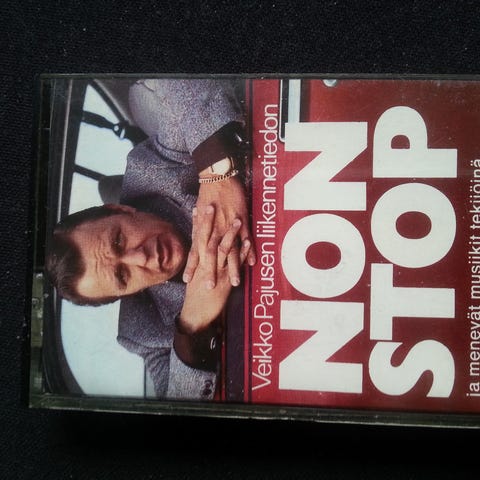 Veikko Pajusen liikennetiedon
NON
STOP
ja menevät musiikit tekijöinä